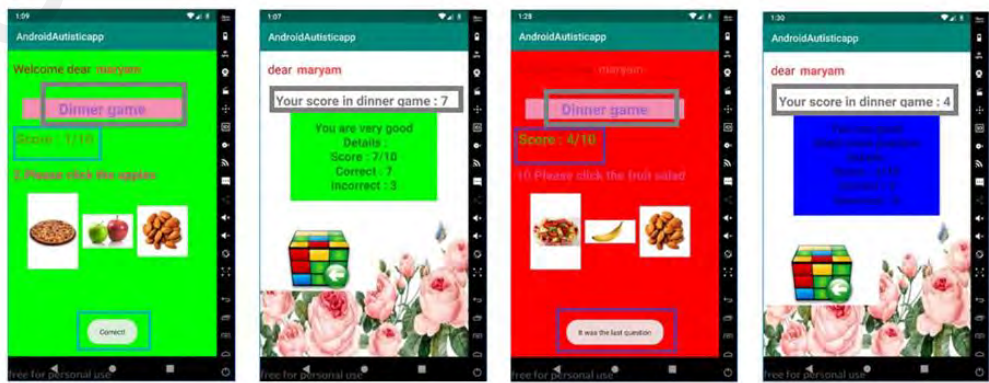 1:09
AndroidAutisticapp
Welcome dear maryam
Dinner game
Score : 1/10
2.Please click the apples
Correct!
free for personal use
1:07
AndroidAutisticapp
dear maryam
Your score in dinner game : 7
You are very good
Details :
Score : 7/10
Correct : 7
Incorrect : 3
free for personal use
1:28
AndroidAutisticapp
maryam
Dinner game
Score : 4/10
10.Please click the fruit salad
It was the last question
free for personal use
1:30
AndroidAutisticapp
dear maryam
Your score in dinner game : 4
free for personal use